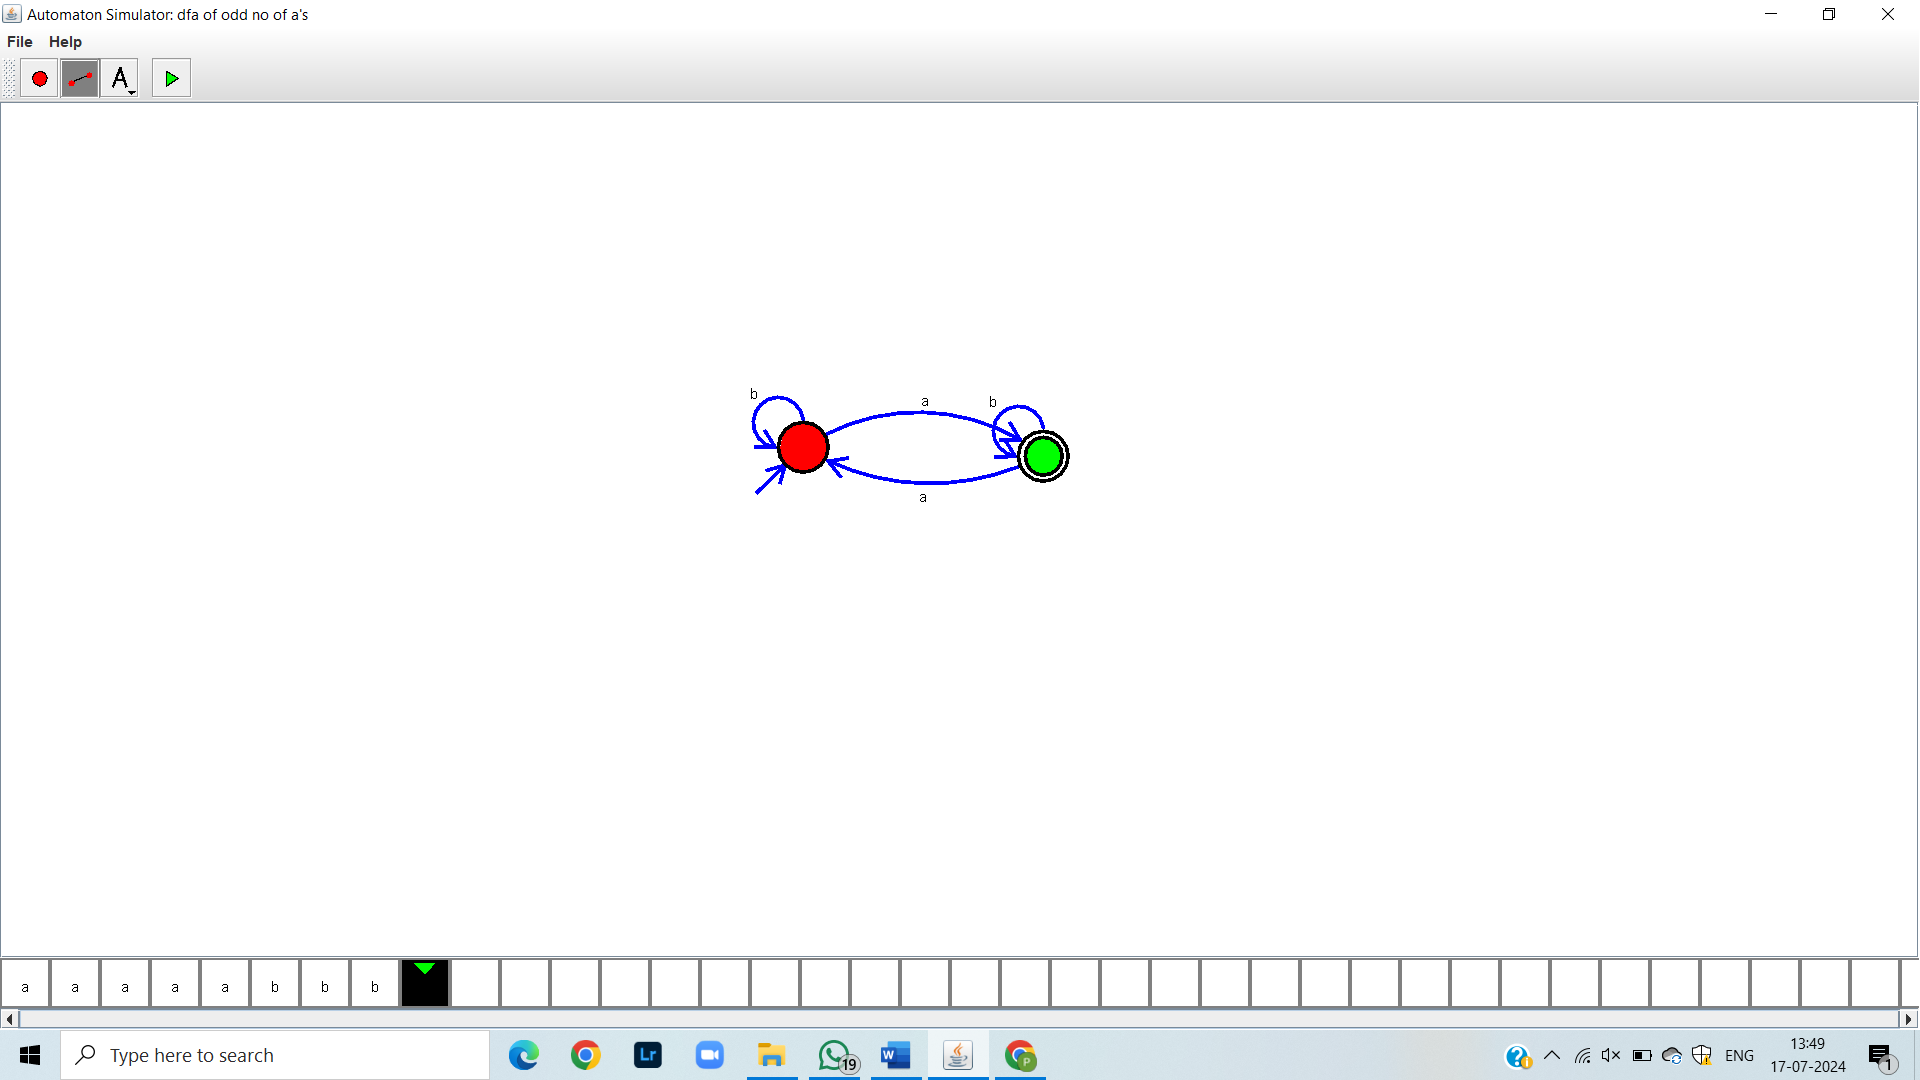 Automaton Simulator: dfa of odd no of a's
File Help
A
b
a
b
a
a a a a a b b b
Type here to search
Lr
19
W
P
ENG
13:49
17-07-2024
1